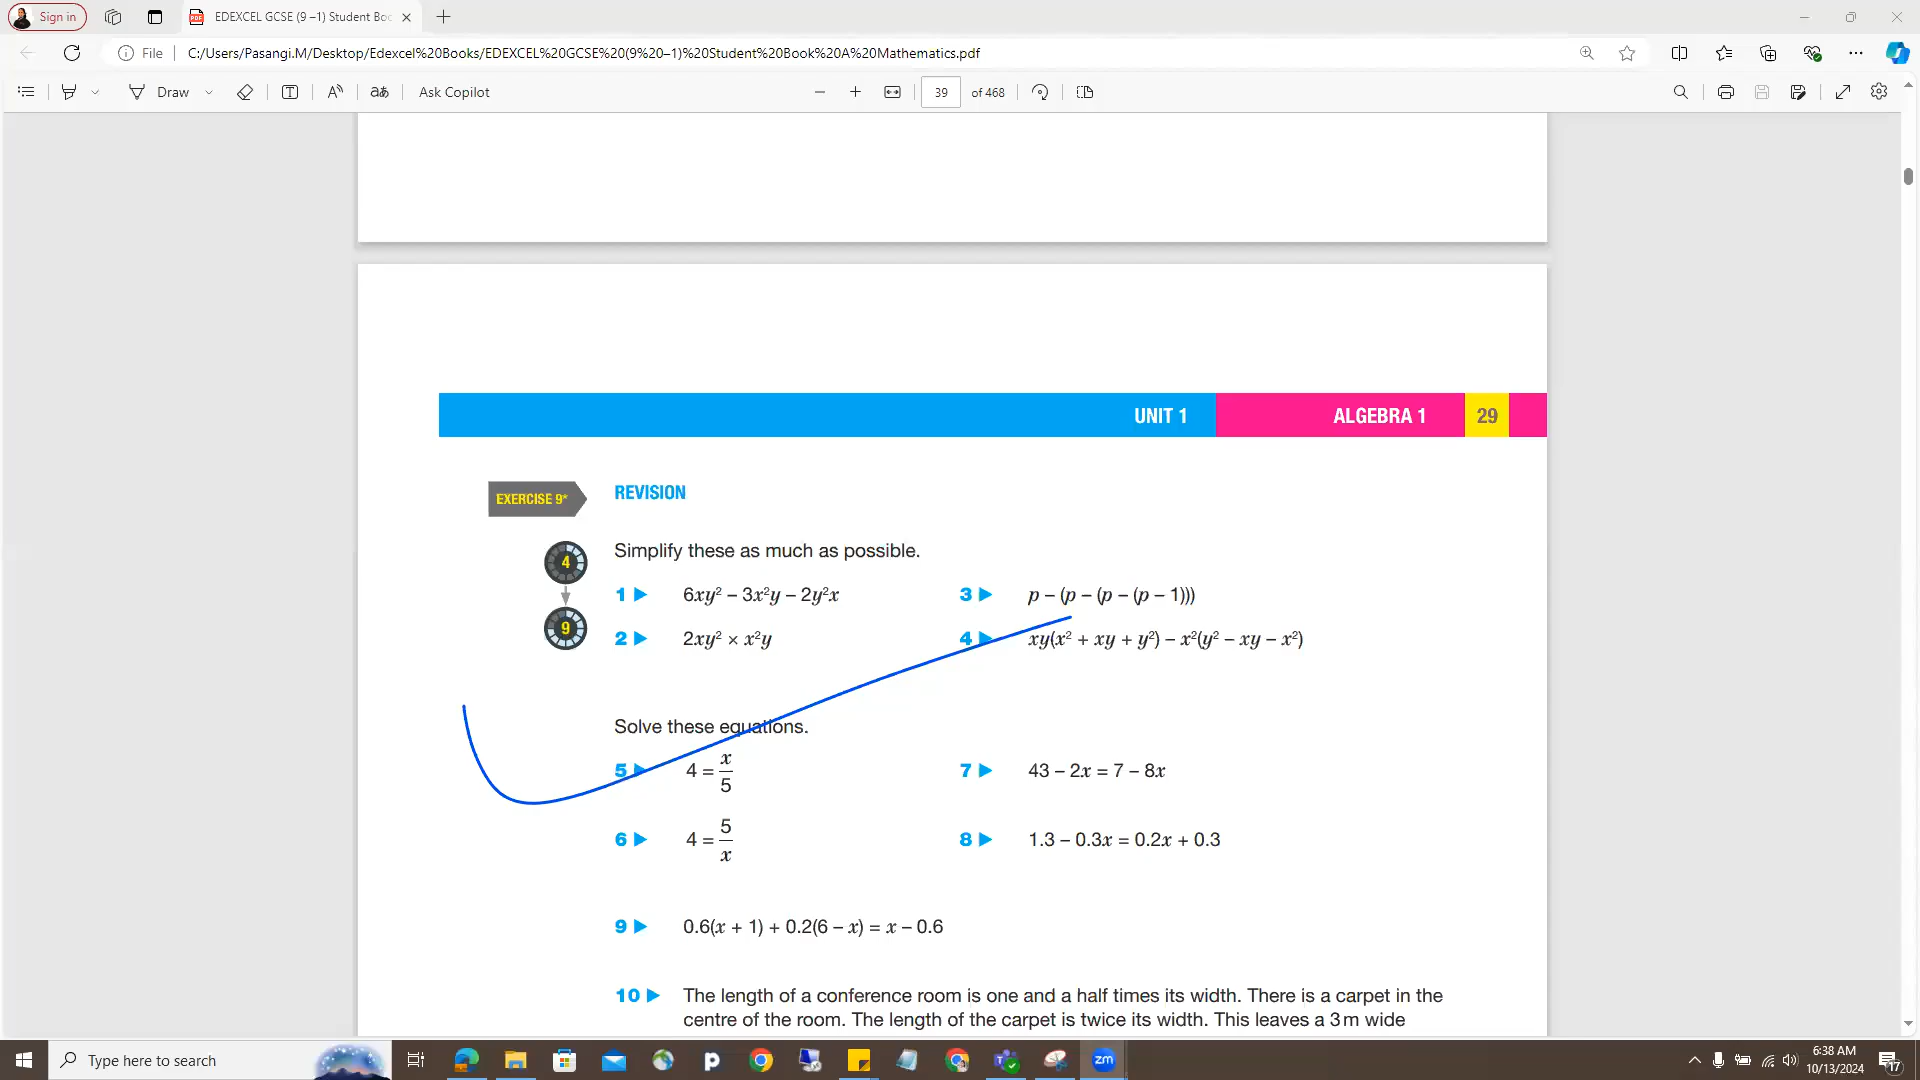 Sign in
EDEXCEL GCSE (9 –1) Student Boo
File
C:/Users/Pasangi.M/Desktop/Edexcel%20Books/EDEXCEL%20GCSE%20(9%20–1)%20Student%20Book%20A%20Mathematics.pdf
Draw
aあ
Ask Copilot
39 of 468
UNIT 1
ALGEBRA 1
29
EXERCISE 9*
REVISION
4
9
Simplify these as much as possible.
1 ▶ 6xy² – 3x²y – 2y²x
3 ▶ p – (p – (p – (p – 1)))
2 ▶ 2xy² × x²y
4 ▶ xy(x² + xy + y²) – x²(y² – xy – x²)
Solve these equations.
5 ▶ 4 = x/5
7 ▶ 43 – 2x = 7 – 8x
6 ▶ 4 = 5/x
8 ▶ 1.3 – 0.3x = 0.2x + 0.3
9 ▶ 0.6(x + 1) + 0.2(6 – x) = x – 0.6
10 ▶ The length of a conference room is one and a half times its width. There is a carpet in the
centre of the room. The length of the carpet is twice its width. This leaves a 3 m wide
Type here to search
zm
6:38 AM
10/13/2024
17